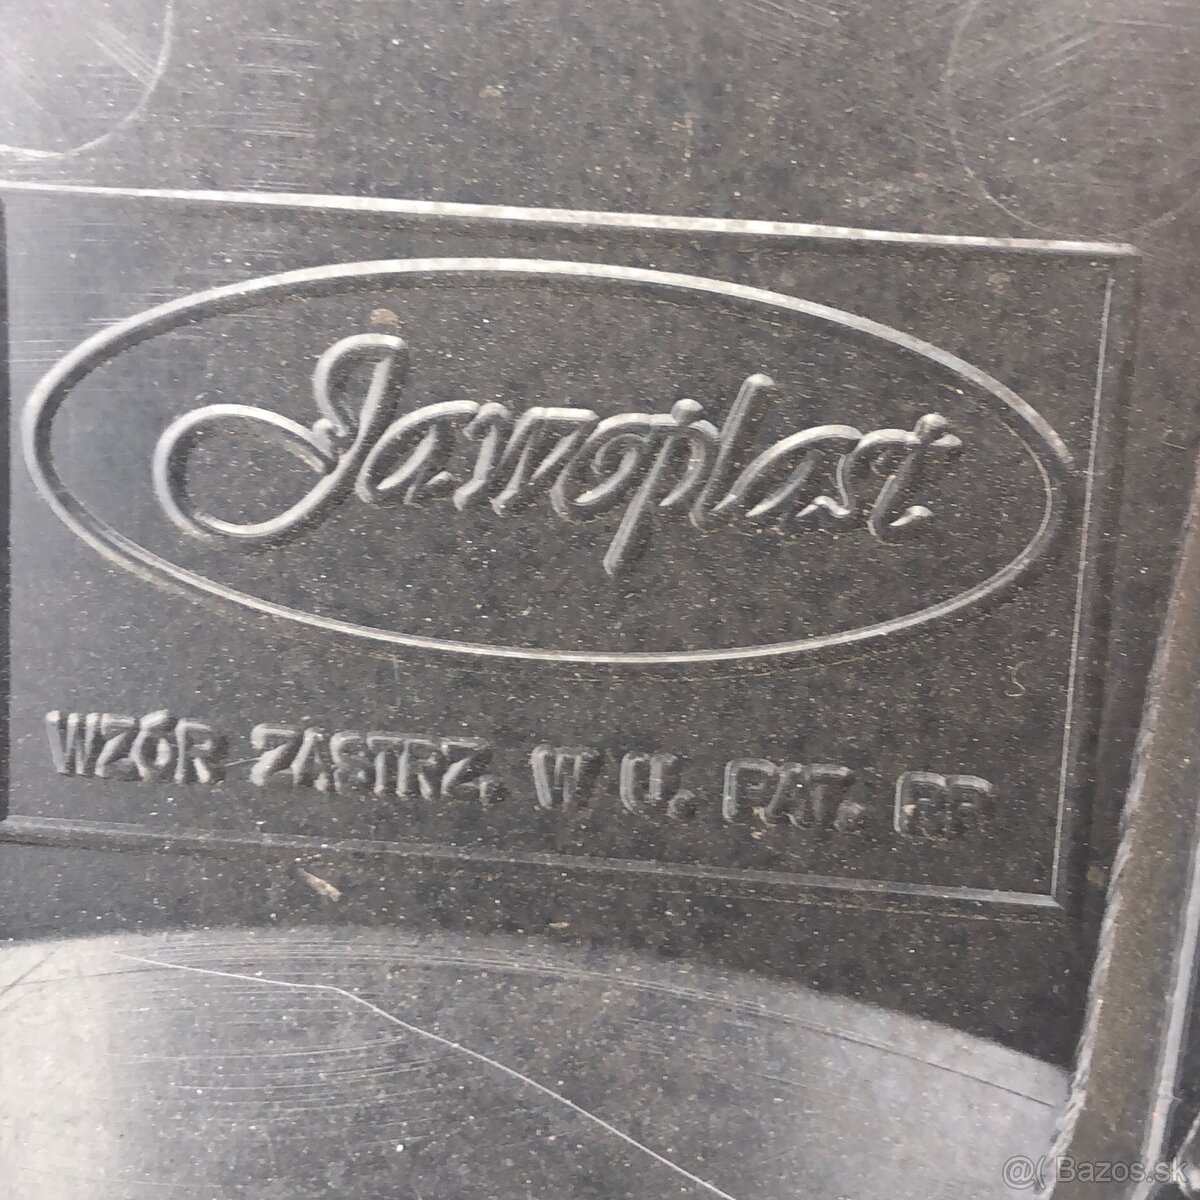 Jawoplast
WZÓR ZASTRZ. W U. PAT. RP
@( Bazos.sk